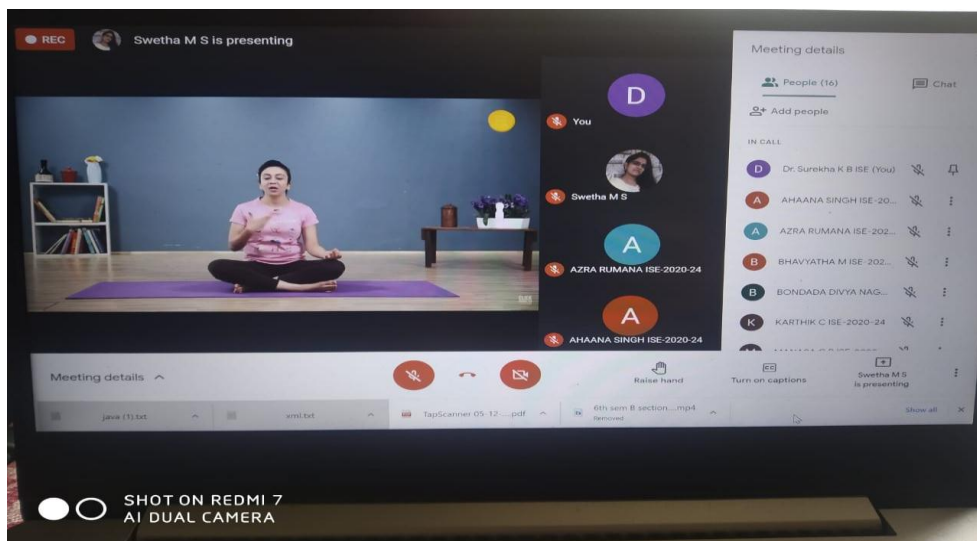 REC
Swetha M S is presenting
D
You
Swetha M S
A
AZRA RUMANA ISE-2020-24
A
AHAANA SINGH ISE-2020-24
Meeting details
People (16)
Chat
Add people
IN CALL
D Dr. Surekha K B ISE (You)
A AHAANA SINGH ISE-20...
A AZRA RUMANA ISE-202...
B BHAVYATHA M ISE-202...
B BONDADA DIVYA NAG...
K KARTHIK C ISE-2020-24
Meeting details
Raise hand
CC
Turn on captions
Swetha M S
is presenting
java (1).txt
vml.txt
TapScanner 05-12-....pdf
6th sem B section....mp4
Removed
Show all
SHOT ON REDMI 7
AI DUAL CAMERA